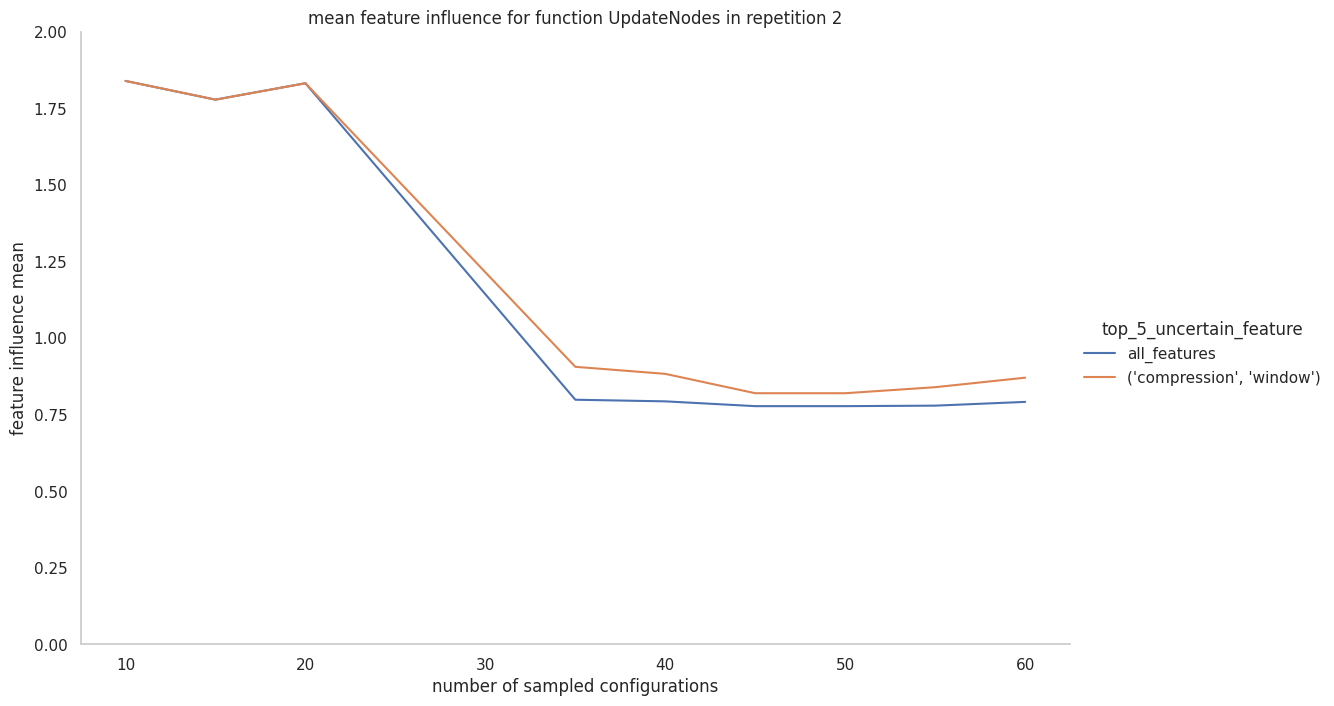 mean feature influence for function UpdateNodes in repetition 2
2.00
1.75
1.50
1.25
1.00
0.75
0.50
0.25
0.00
feature influence mean
10
20
30
40
50
60
number of sampled configurations
top_5_uncertain_feature
all_features
('compression', 'window')